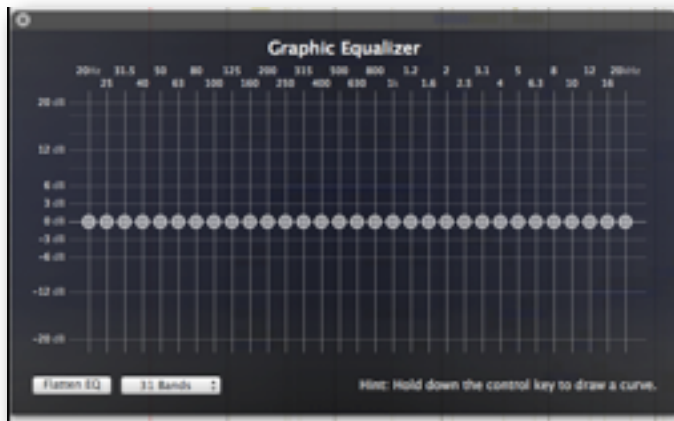 Graphic Equalizer
20Hz 31.5 50 80 125 200 315 500 800 1.2 2 3.1 5 8 12 20kHz
25 40 63 100 160 250 400 630 1k 1.6 2.5 4 6.3 10 16
20 dB
12 dB
6 dB
3 dB
0 dB
-3 dB
-6 dB
-12 dB
-20 dB
Flatten EQ 31 Bands Hint: Hold down the control key to draw a curve.